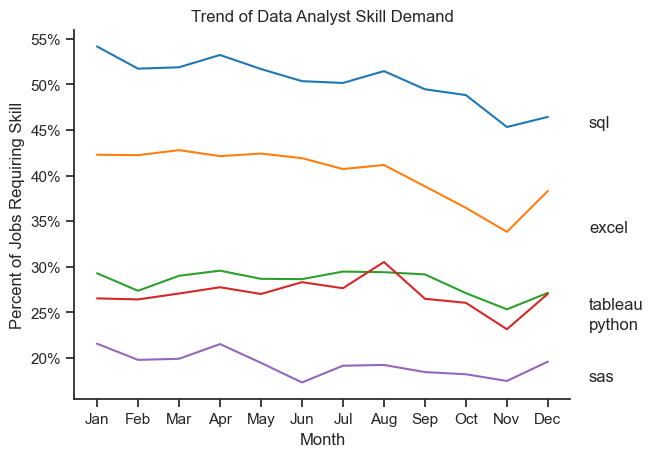 Trend of Data Analyst Skill Demand
Percent of Jobs Requiring Skill
55%
50%
45%
40%
35%
30%
25%
20%
sql
excel
tableau
python
sas
Jan Feb Mar Apr May Jun Jul Aug Sep Oct Nov Dec
Month